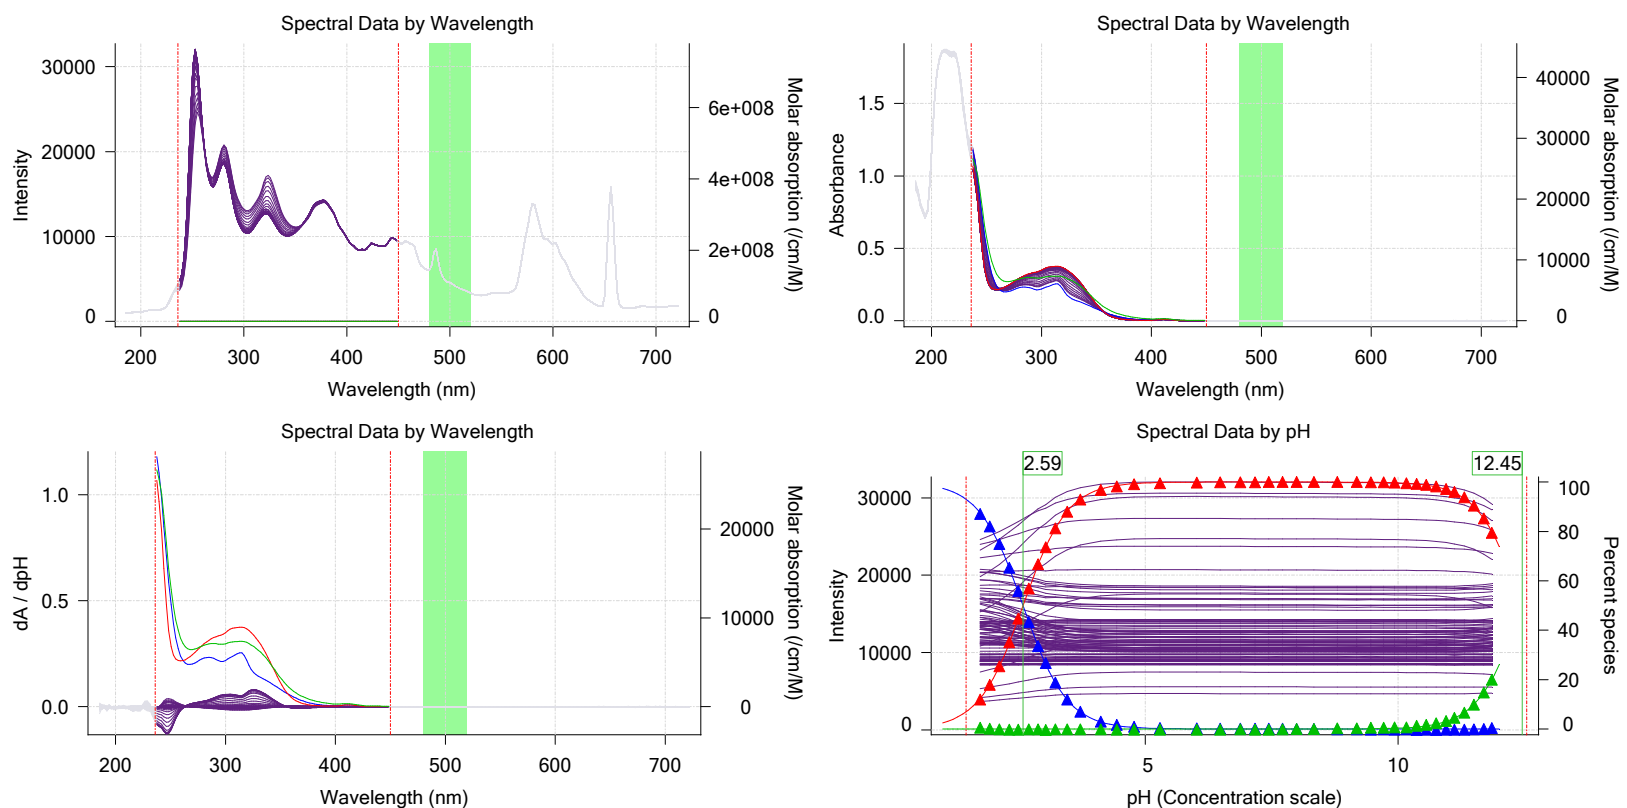 Spectral Data by Wavelength
30000
20000
10000
0
Intensity
6e+008
4e+008
2e+008
0
Molar absorption (/cm/M)
200 300 400 500 600 700
Wavelength (nm)
Spectral Data by Wavelength
1.5
1.0
0.5
0.0
Absorbance
40000
30000
20000
10000
0
Molar absorption (/cm/M)
200 300 400 500 600 700
Wavelength (nm)
Spectral Data by Wavelength
1.0
0.5
0.0
dA / dpH
20000
10000
0
Molar absorption (/cm/M)
200 300 400 500 600 700
Wavelength (nm)
Spectral Data by pH
2.59 12.45
30000
20000
10000
0
Intensity
100
80
60
40
20
0
Percent species
5 10
pH (Concentration scale)